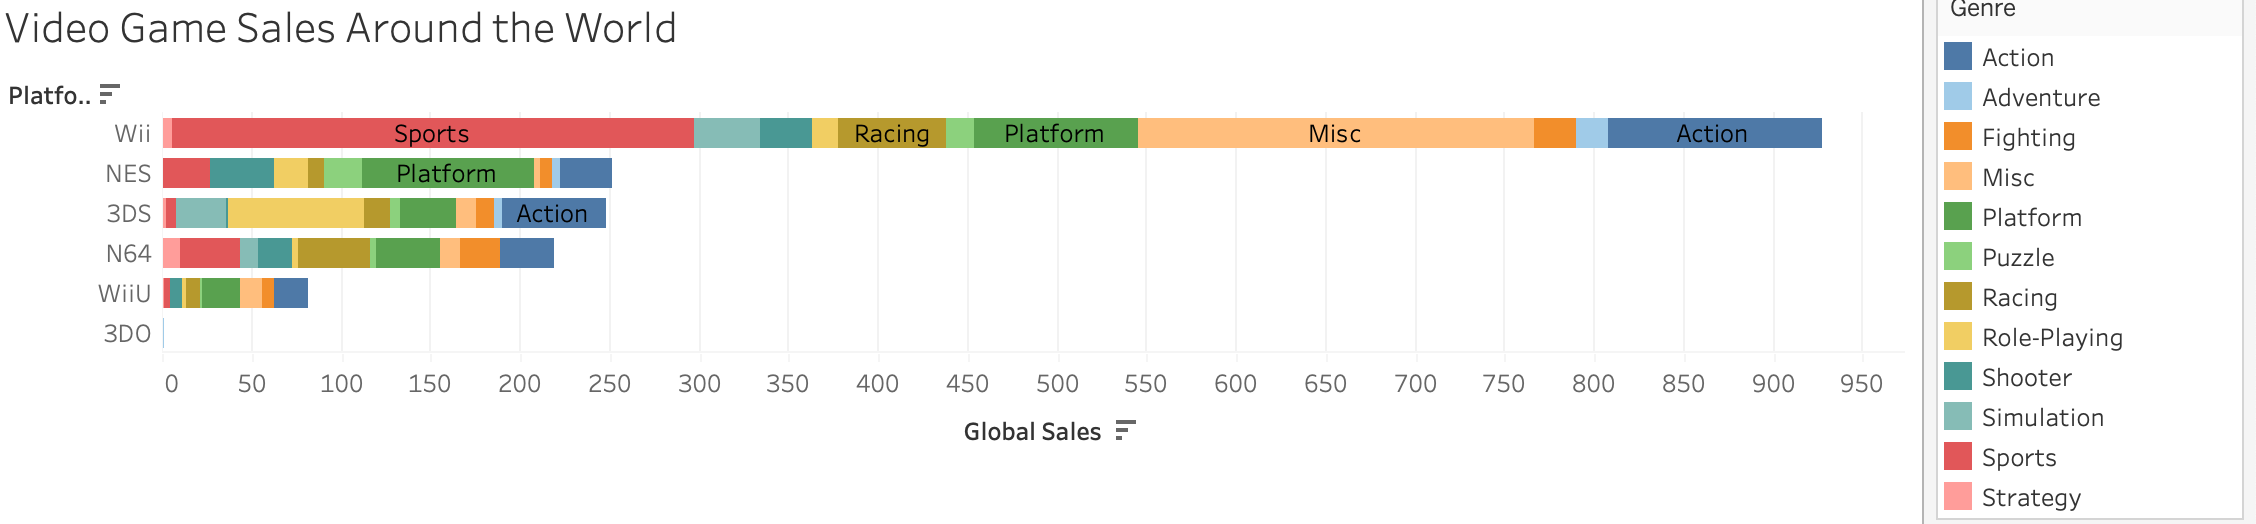 Video Game Sales Around the World
Platfo..
Wii Sports Racing Platform Misc Action
NES Platform
3DS Action
N64
WiiU
3DO
0 50 100 150 200 250 300 350 400 450 500 550 600 650 700 750 800 850 900 950
Global Sales
Genre
Action
Adventure
Fighting
Misc
Platform
Puzzle
Racing
Role-Playing
Shooter
Simulation
Sports
Strategy